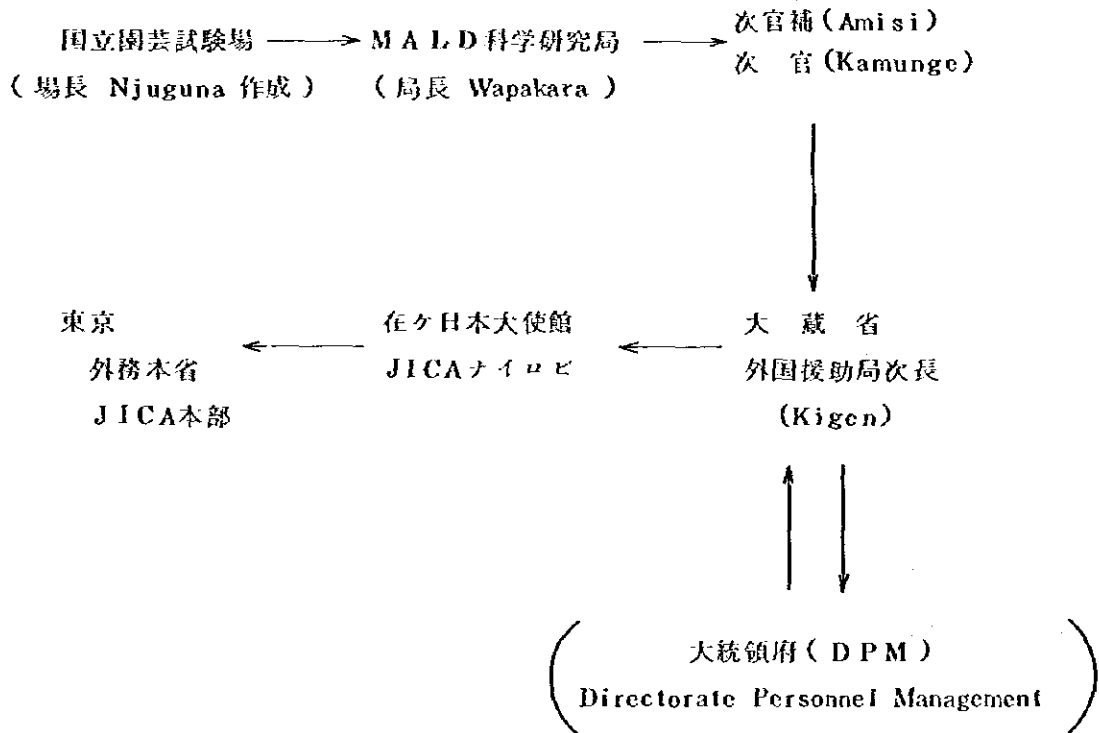 国立園芸試験場 ⟶ MALD科学研究局 ⟶ 次官補(Amisi)
(場長 Njuguna 作成) (局長 Wapakara) 次 官(Kamunge)
東京 在ケ日本大使館 大 蔵 省
外務本省 JICAナイロビ 外国援助局次長
JICA本部 (Kigen)
大統領府(DPM)
Directorate Personnel Management